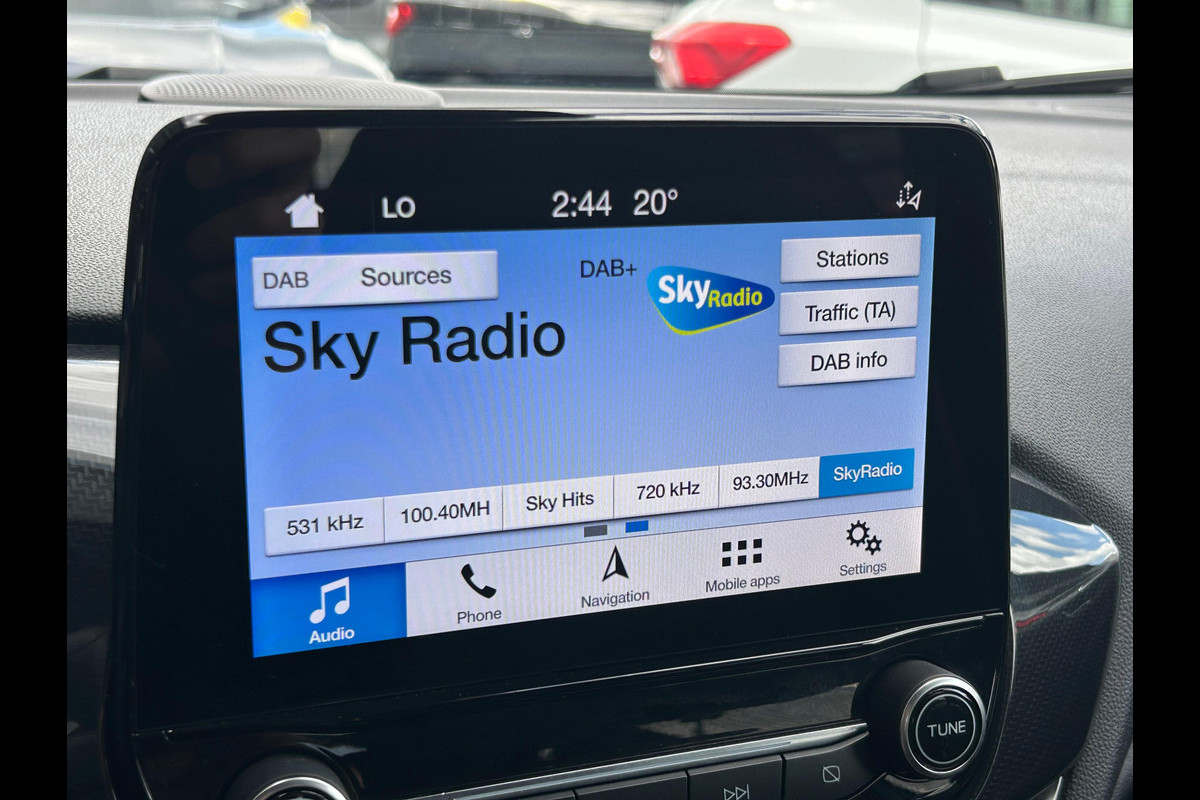 LO 2:44 20°
DAB Sources
DAB+
Sky Radio
Stations
Traffic (TA)
DAB info
Sky Radio
531 kHz 100.40MH Sky Hits 720 kHz 93.30MHz SkyRadio
Audio Phone Navigation Mobile apps Settings
TUNE